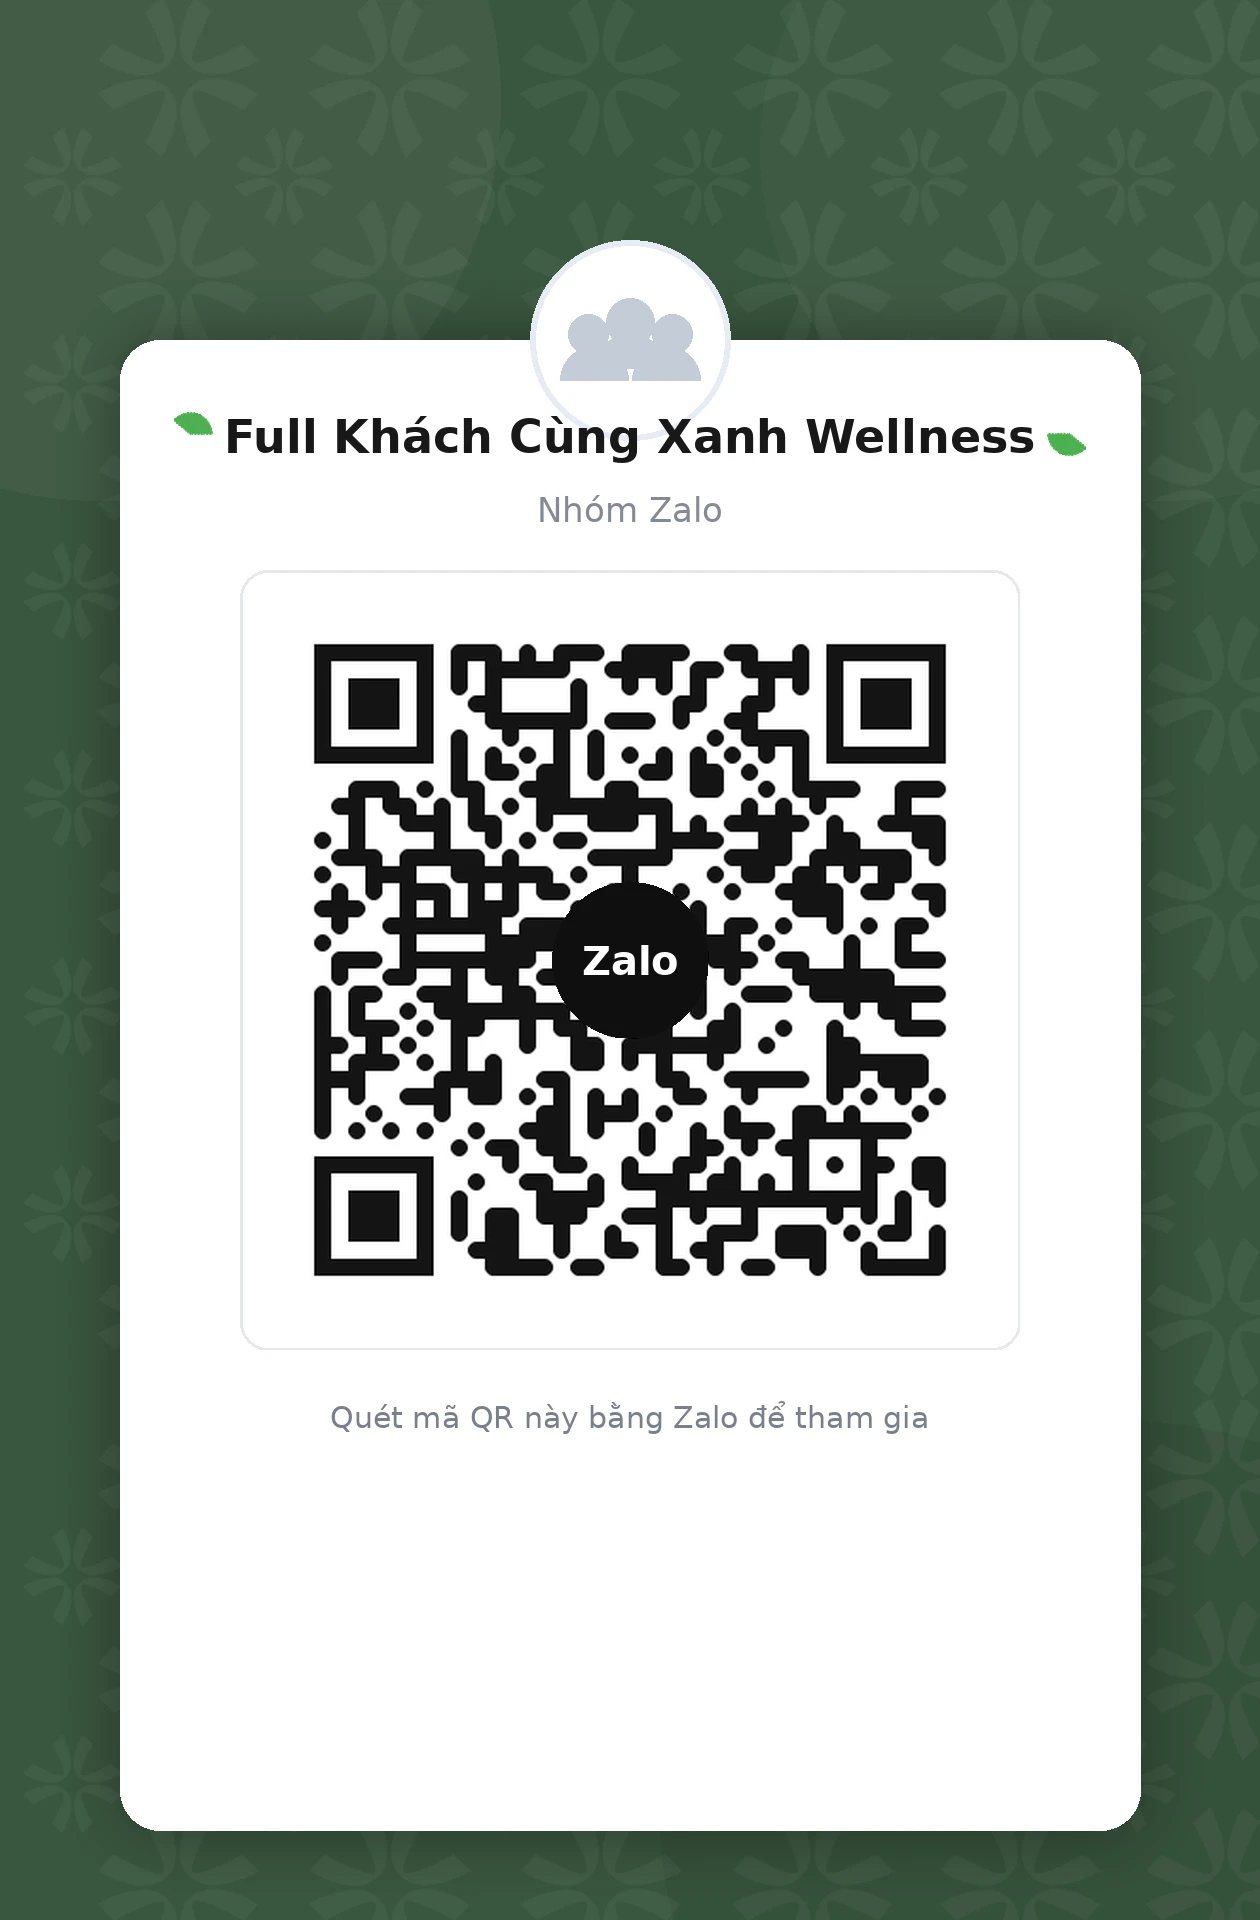 Full Khách Cùng Xanh Wellness
Nhóm Zalo
Zalo
Quét mã QR này bằng Zalo để tham gia